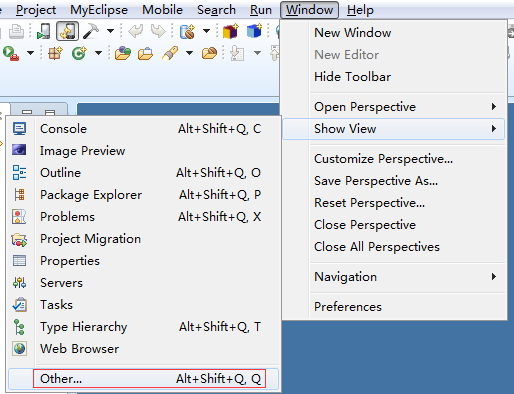 Project MyEclipse Mobile Search Run Window Help
New Window
New Editor
Hide Toolbar
Open Perspective
Show View
Customize Perspective...
Save Perspective As...
Reset Perspective...
Close Perspective
Close All Perspectives
Navigation
Preferences
Console Alt+Shift+Q, C
Image Preview
Outline Alt+Shift+Q, O
Package Explorer Alt+Shift+Q, P
Problems Alt+Shift+Q, X
Project Migration
Properties
Servers
Tasks
Type Hierarchy Alt+Shift+Q, T
Web Browser
Other... Alt+Shift+Q, Q